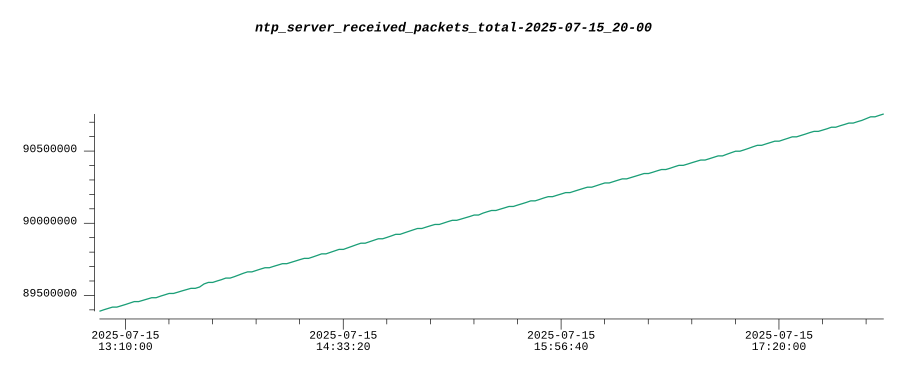 ntp_server_received_packets_total-2025-07-15_20-00
90500000
90000000
89500000
2025-07-15 2025-07-15 2025-07-15 2025-07-15
13:10:00 14:33:20 15:56:40 17:20:00